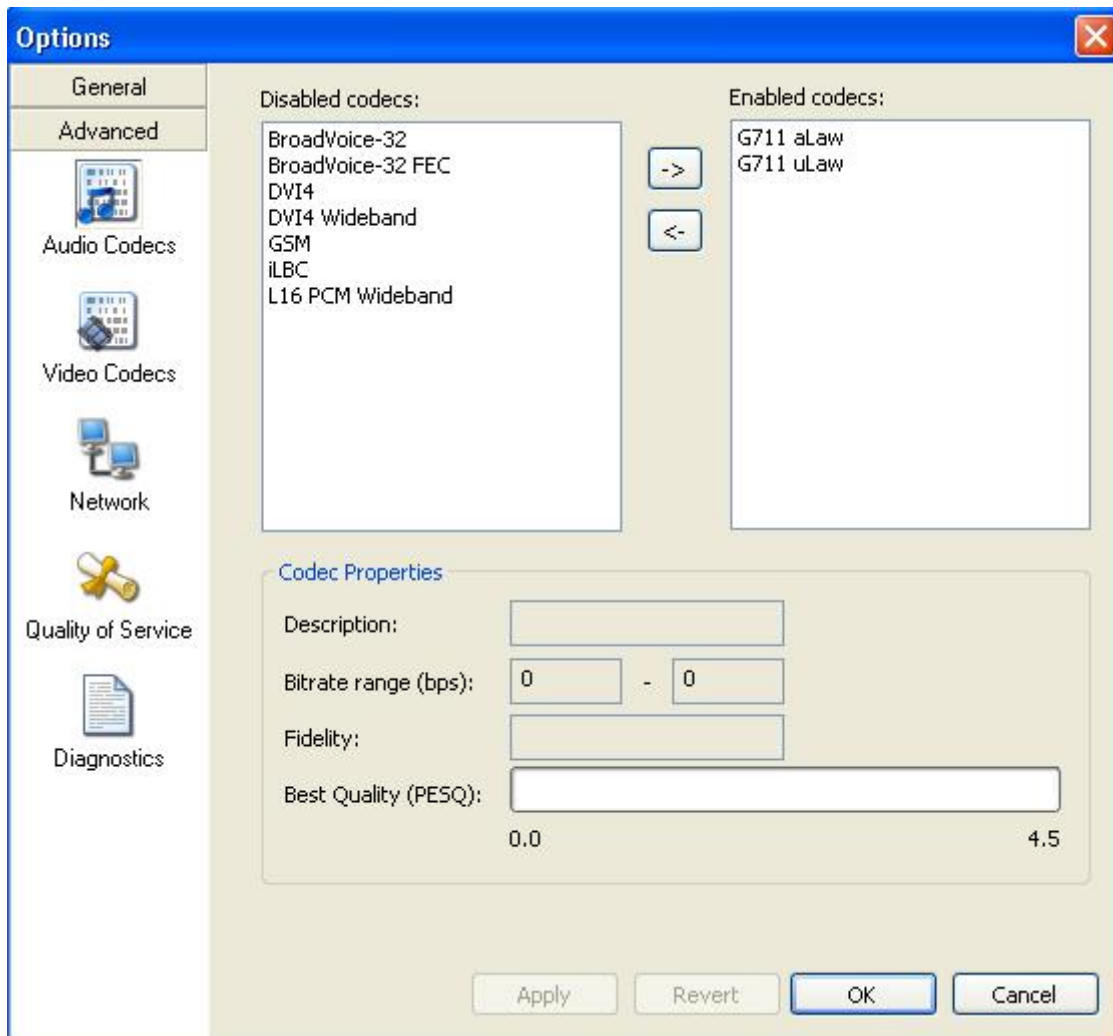 Options
General
Advanced
Audio Codecs
Video Codecs
Network
Quality of Service
Diagnostics
Disabled codecs:
BroadVoice-32
BroadVoice-32 FEC
DVI4
DVI4 Wideband
GSM
iLBC
L16 PCM Wideband
->
<-
Enabled codecs:
G711 aLaw
G711 uLaw
Codec Properties
Description:
Bitrate range (bps): 0 - 0
Fidelity:
Best Quality (PESQ):
0.0 4.5
Apply Revert OK Cancel